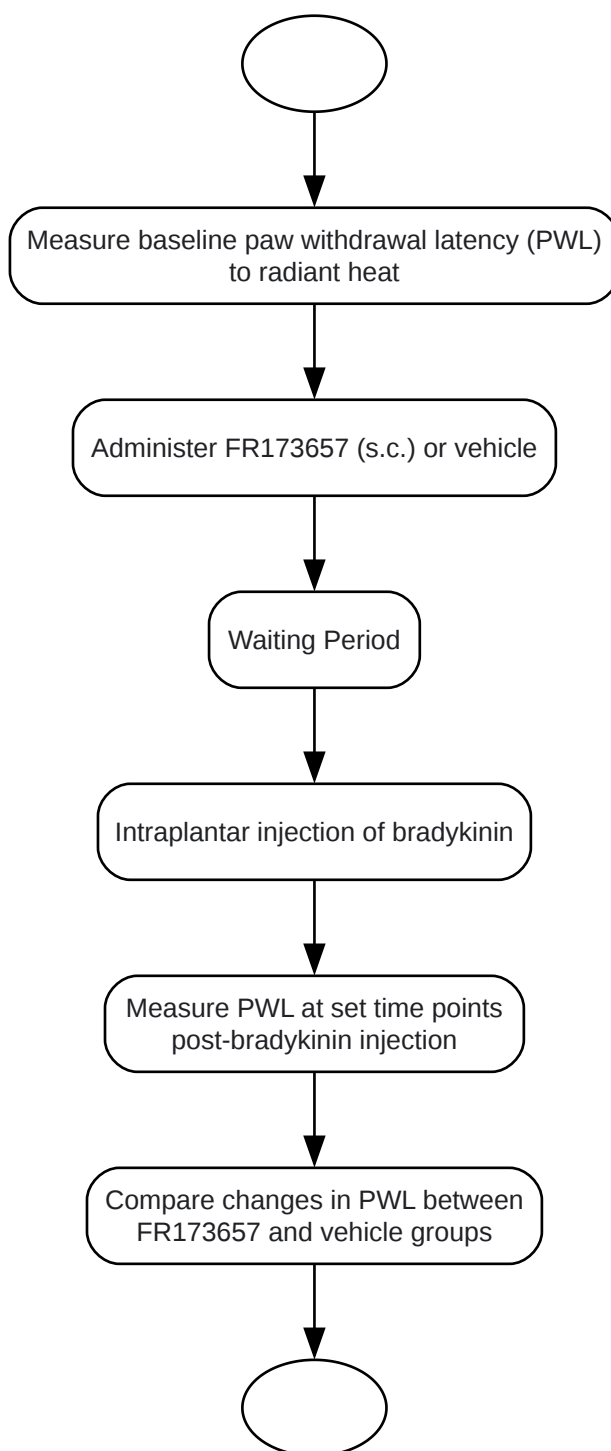 Measure baseline paw withdrawal latency (PWL)
to radiant heat
Administer FR173657 (s.c.) or vehicle
Waiting Period
Intraplantar injection of bradykinin
Measure PWL at set time points
post-bradykinin injection
Compare changes in PWL between
FR173657 and vehicle groups